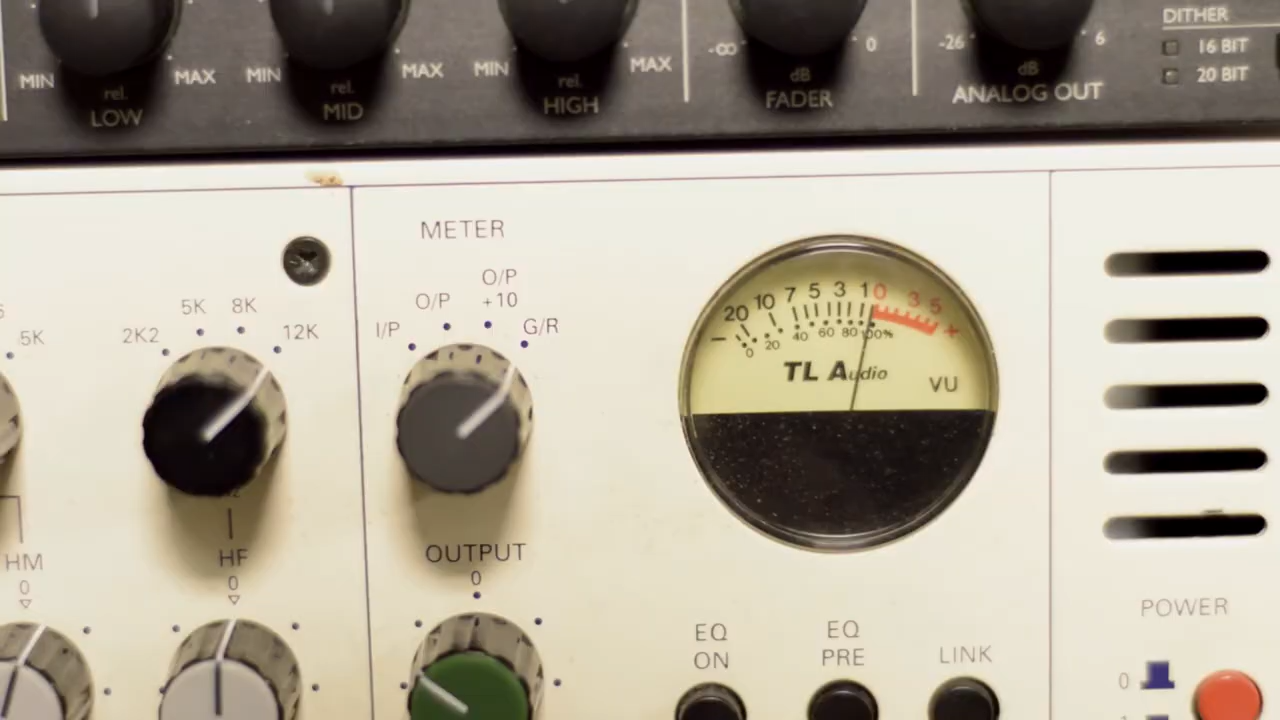 DITHER
-∞ 0 -26 6 16 BIT
MIN MAX MIN MAX MIN MAX 20 BIT
rel. rel. rel. dB dB
LOW MID HIGH FADER ANALOG OUT
METER
O/P
5K 8K O/P +10
5K 2K2 12K I/P G/R
20 10 7 5 3 1 0 3 5
- 0 20 40 60 80 100% +
TL Audio
VU
HM HF OUTPUT
0 0 0
POWER
EQ EQ
ON PRE LINK
0